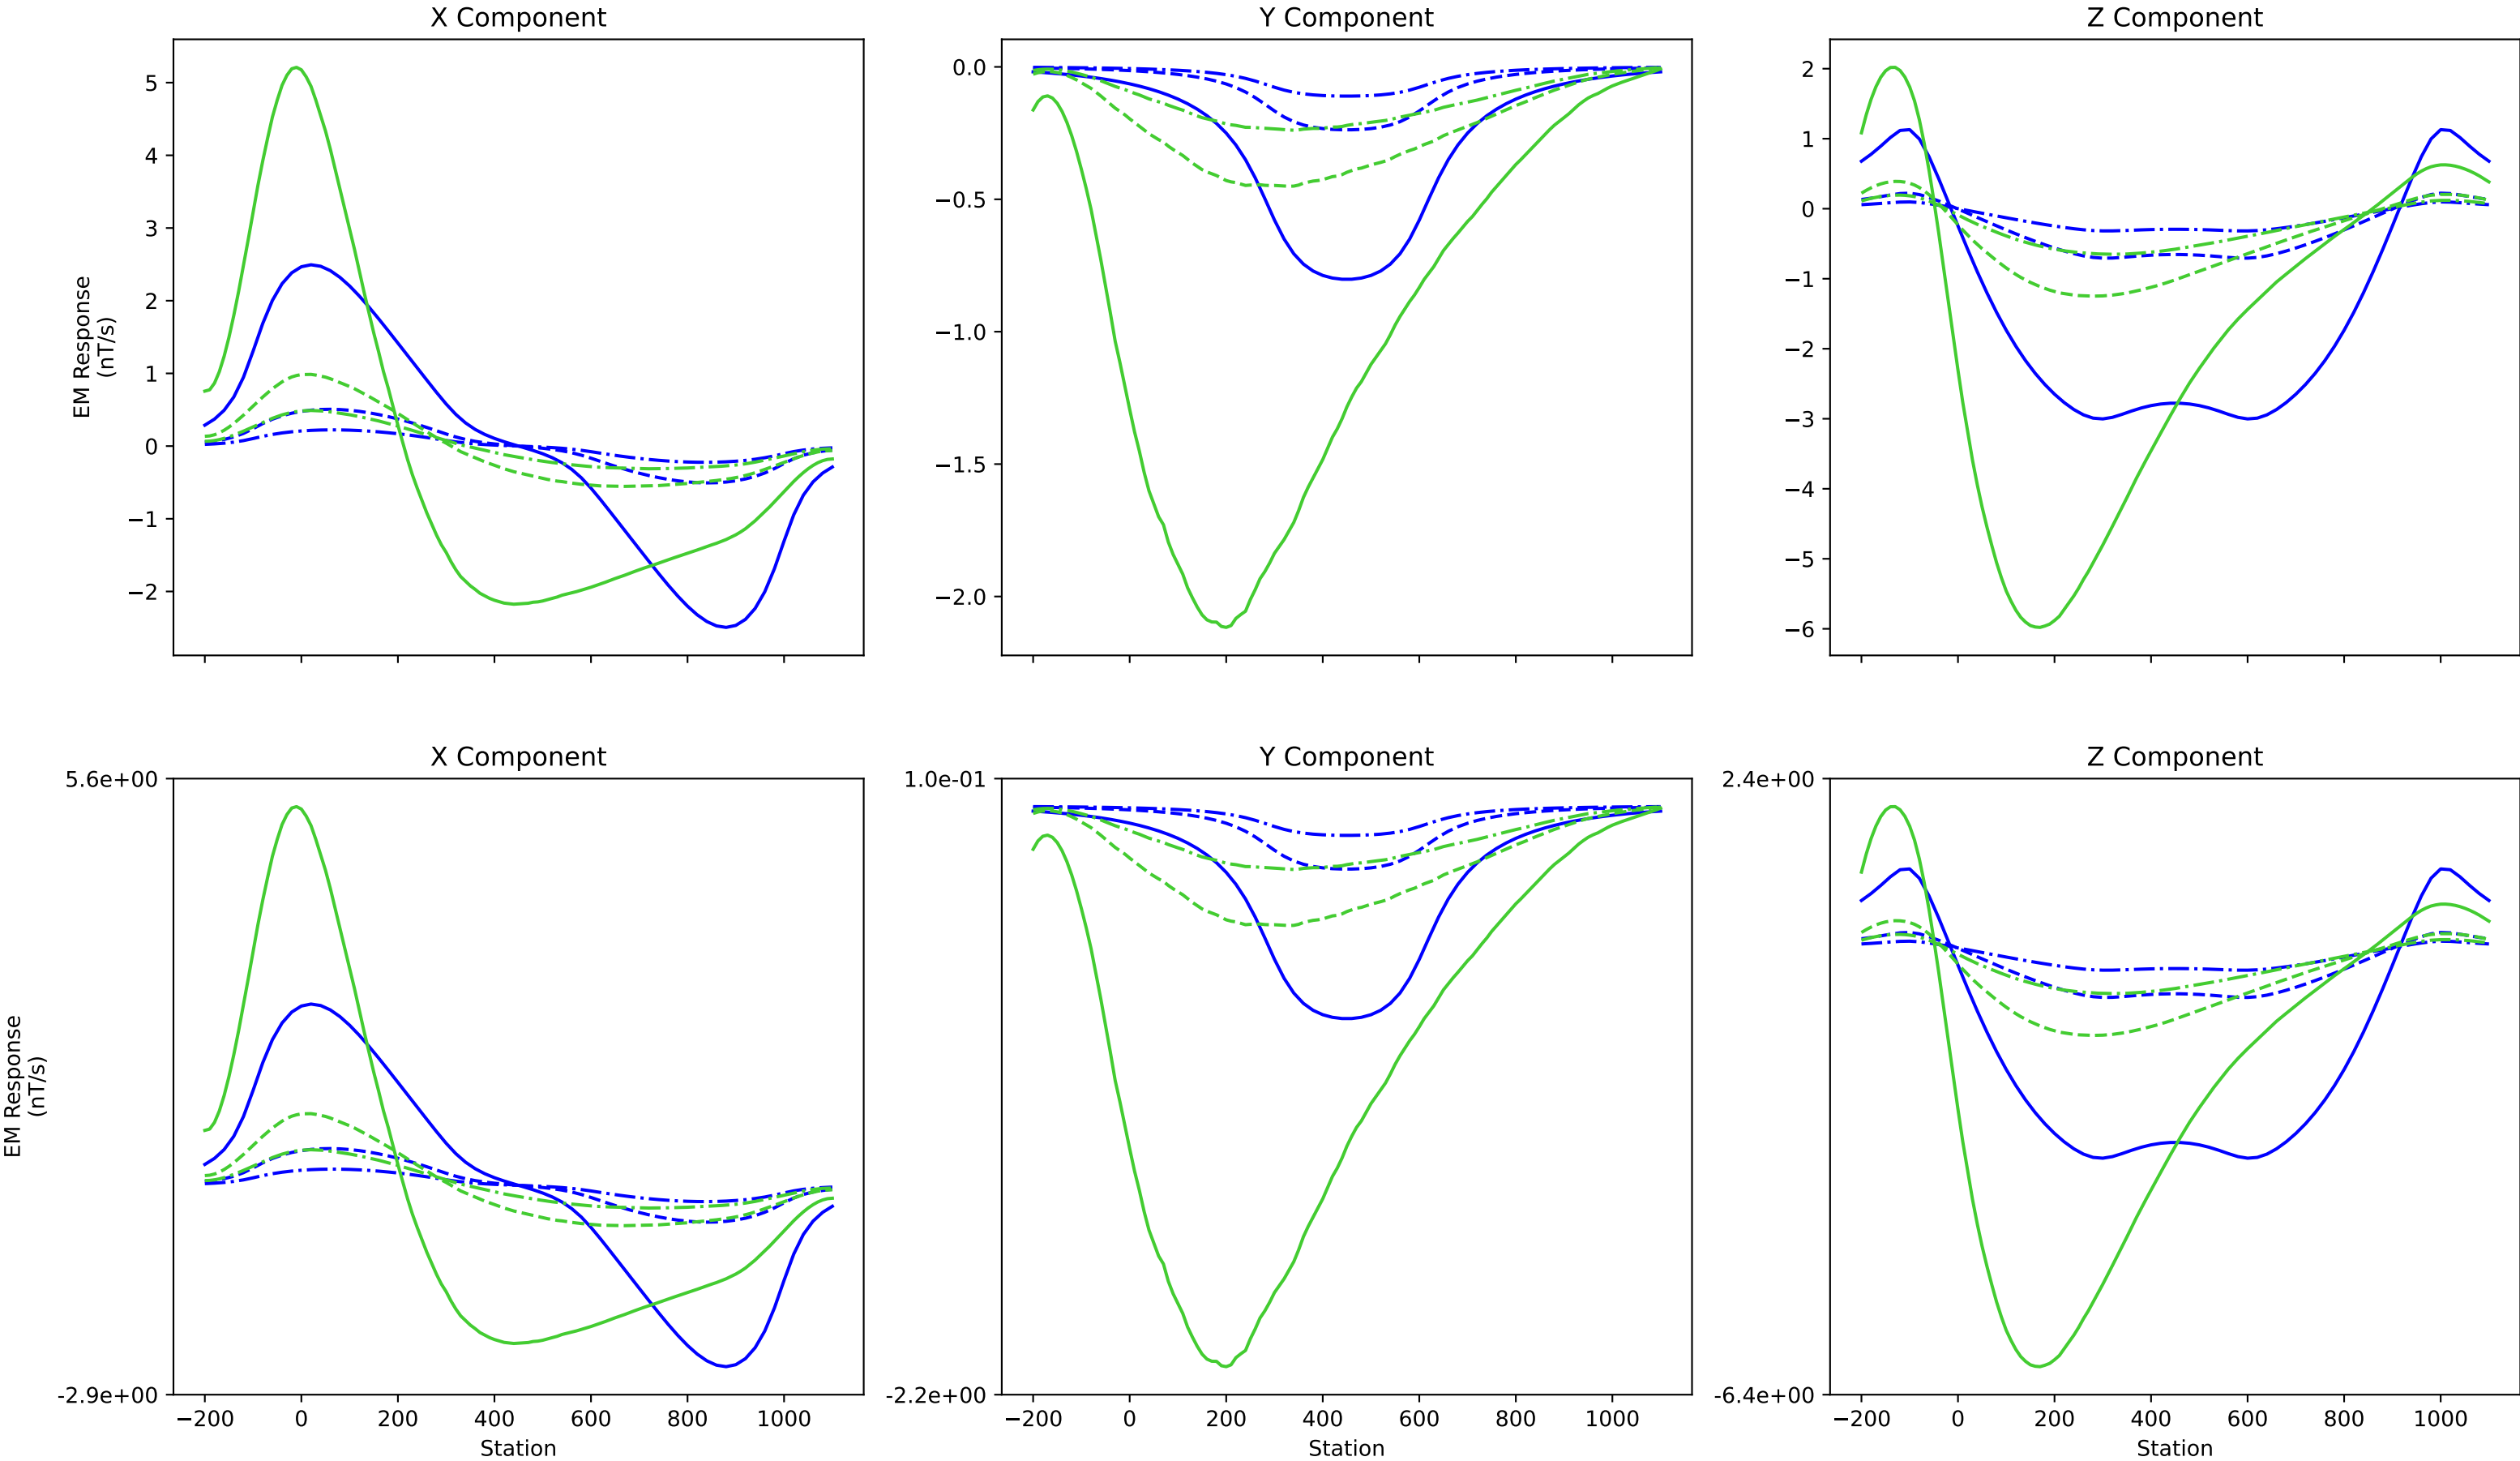 X Component
Y Component
Z Component
5
4
3
2
1
0
−1
−2
EM Response
(nT/s)
0.0
−0.5
−1.0
−1.5
−2.0
2
1
0
−1
−2
−3
−4
−5
−6
X Component
Y Component
Z Component
5.6e+00
-2.9e+00
EM Response
(nT/s)
1.0e-01
-2.2e+00
2.4e+00
-6.4e+00
−200 0 200 400 600 800 1000
−200 0 200 400 600 800 1000
−200 0 200 400 600 800 1000
Station
Station
Station